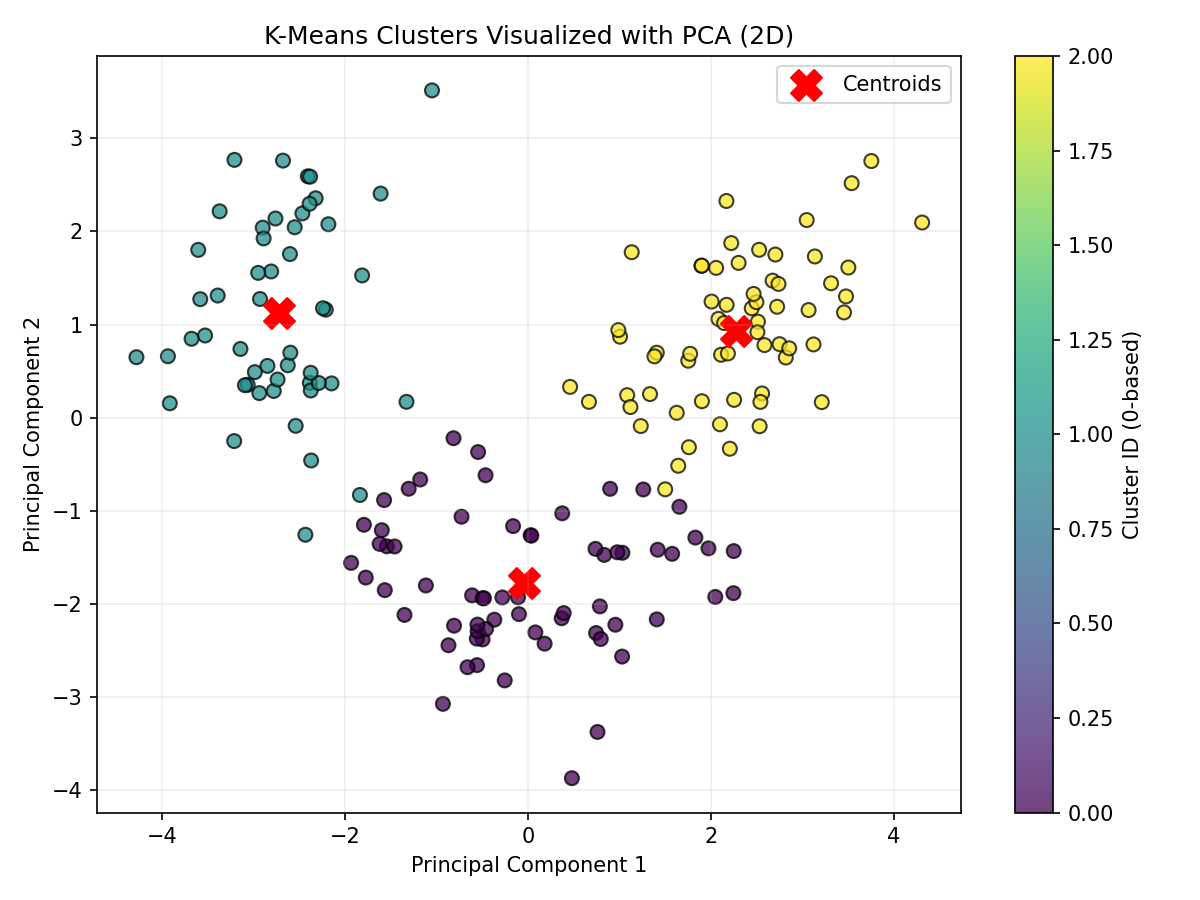 K-Means Clusters Visualized with PCA (2D)
Centroids
3
2
1
0
−1
−2
−3
−4
Principal Component 2
−4 −2 0 2 4
Principal Component 1
2.00
1.75
1.50
1.25
1.00
0.75
0.50
0.25
0.00
Cluster ID (0-based)